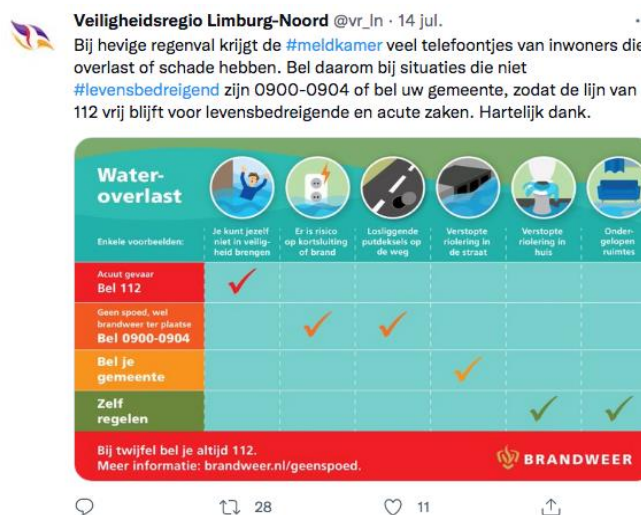 Veiligheidsregio Limburg-Noord @vr_ln · 14 jul.
Bij hevige regenval krijgt de #meldkamer veel telefoontjes van inwoners die
overlast of schade hebben. Bel daarom bij situaties die niet
#levensbedreigend zijn 0900-0904 of bel uw gemeente, zodat de lijn van
112 vrij blijft voor levensbedreigende en acute zaken. Hartelijk dank.
Water-
overlast
Enkele voorbeelden:
Je kunt jezelf
niet in veilig-
heid brengen
Er is risico
op kortsluiting
of brand
Losliggende
putdeksels op
de weg
Verstopte
riolering in
de straat
Verstopte
riolering in
huis
Onder-
gelopen
ruimtes
Acuut gevaar
Bel 112
Geen spoed, wel
brandweer ter plaatse
Bel 0900-0904
Bel je
gemeente
Zelf
regelen
Bij twijfel bel je altijd 112.
Meer informatie: brandweer.nl/geenspoed.
BRANDWEER
28
11